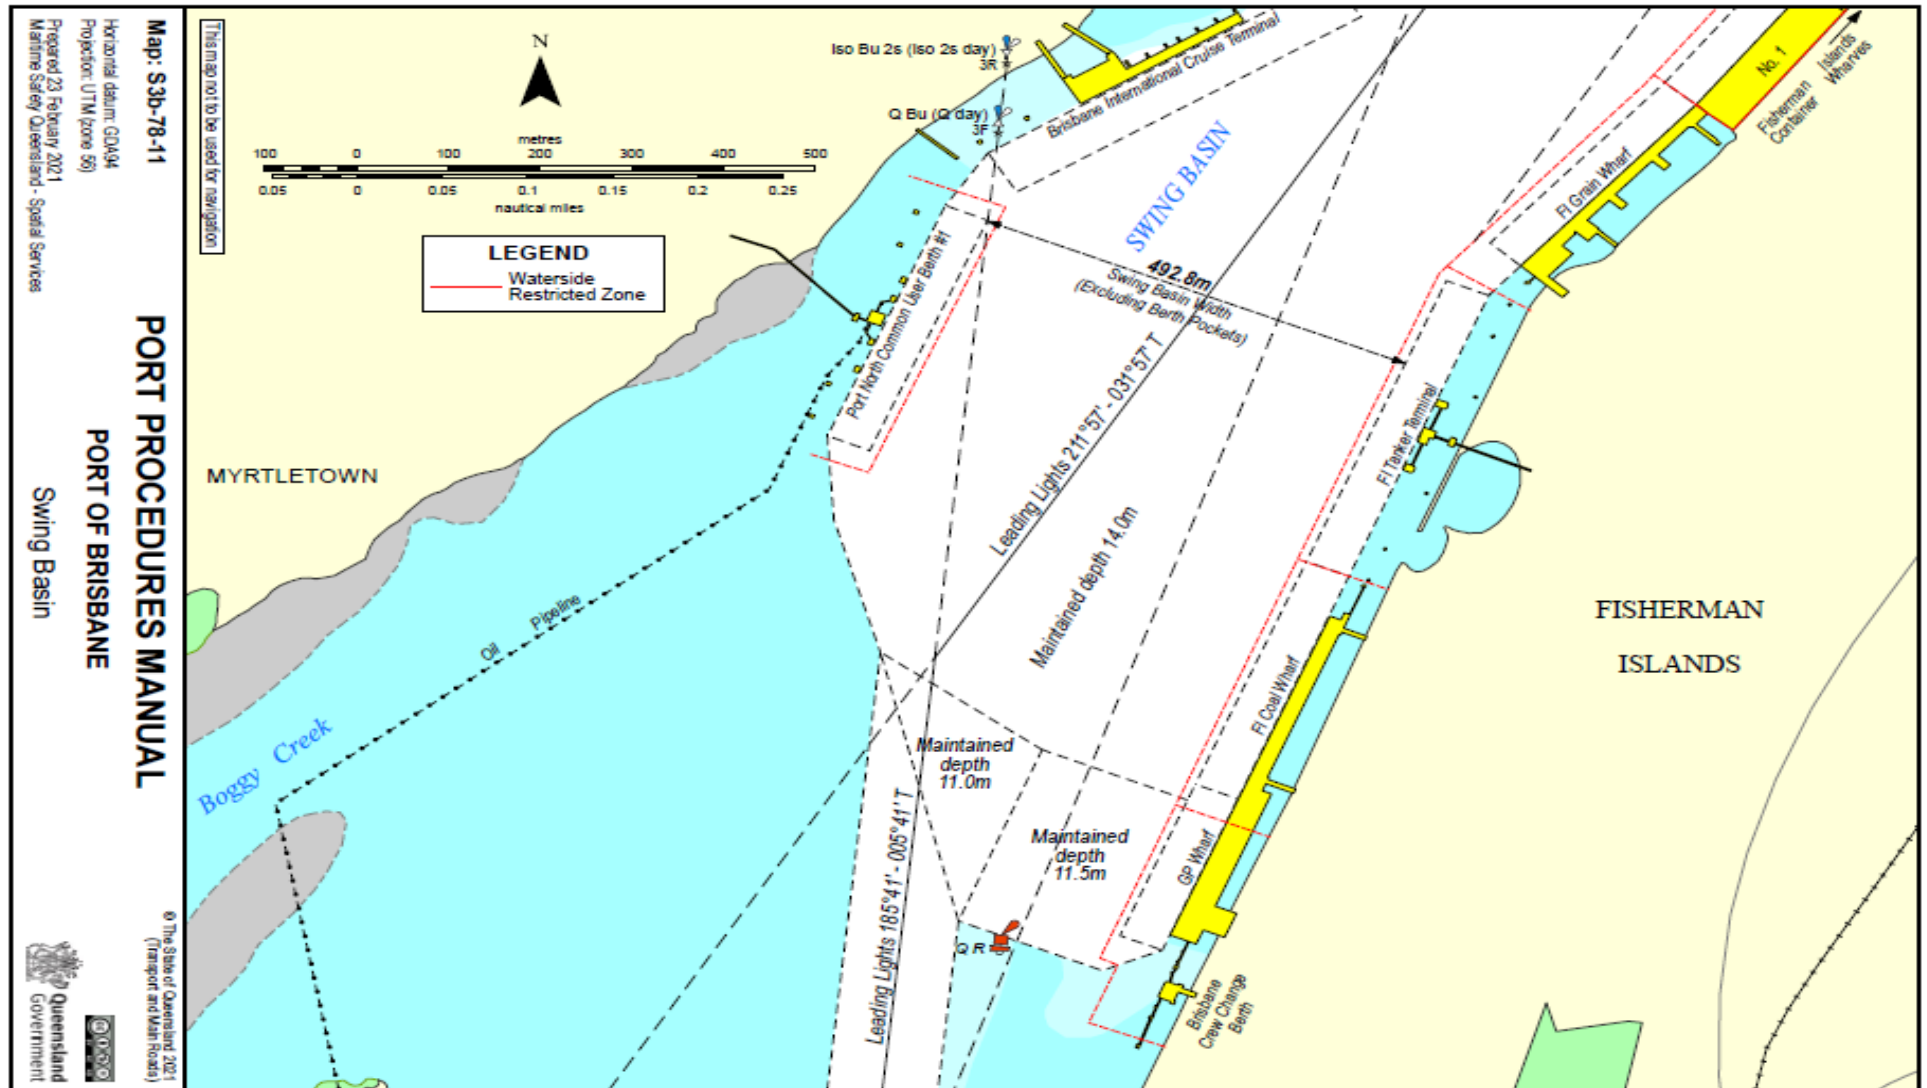 This map not to be used for navigation
Map: S3b-78-11
Horizontal datum: GDA94
Projection: UTM (zone 56)
Prepared 23 February 2021
Maritime Safety Queensland - Spatial Services
PORT PROCEDURES MANUAL
PORT OF BRISBANE
Swing Basin
© The State of Queensland 2021
(Transport and Main Roads)
Queensland
Government
N
metres
100 0 100 200 300 400 500
0.05 0 0.05 0.1 0.15 0.2 0.25
nautical miles
LEGEND
Waterside
Restricted Zone
Iso Bu 2s (Iso 2s day)
3R
Q Bu (Q day)
3F
Brisbane International Cruise Terminal
SWING BASIN
No. 1
Islands
Wharves
Fisherman
Container
FI Grain Wharf
Port North Common User Berth #1
492.8m
Swing Basin Width
(Excluding Berth Pockets)
Leading Lights 211°57' - 031°57' T
FI Tanker Terminal
MYRTLETOWN
Maintained depth 14.0m
Oil Pipeline
FISHERMAN
ISLANDS
Boggy Creek
FI Coal Wharf
Maintained
depth
11.0m
Leeding Lights 185°41'- 005°41' T
Maintained
depth
11.5m
GP Wharf
Q R
Brisbane
Crew Change
Berth